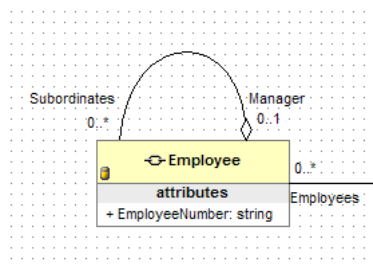 Subordinates
Manager
0..*
0..1
Employee
0..*
attributes
Employees
+ EmployeeNumber: string